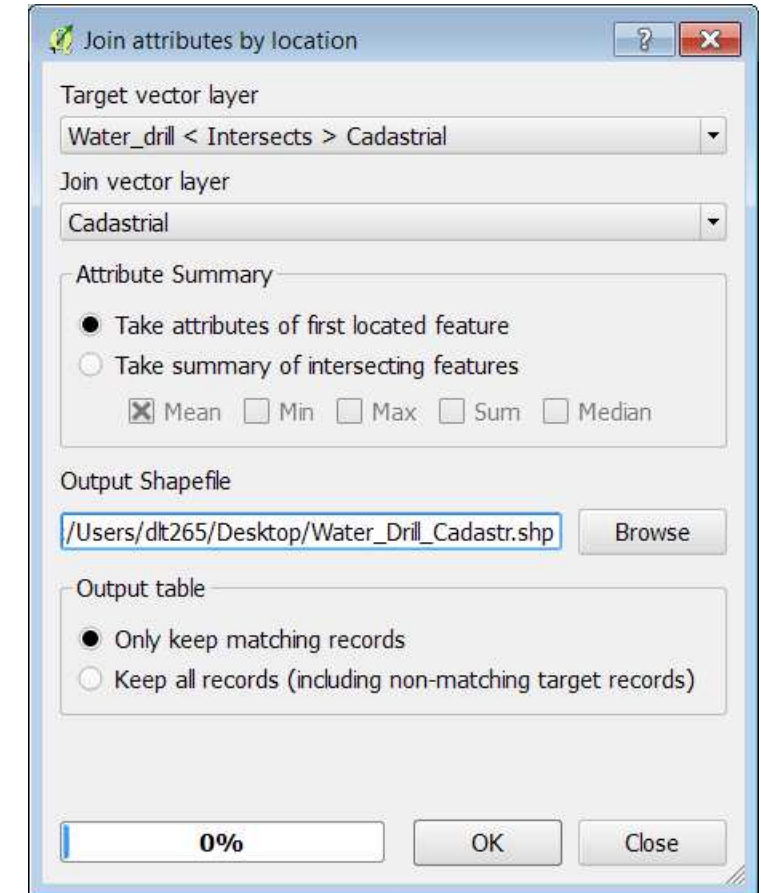 Join attributes by location
Target vector layer
Water_drill < Intersects > Cadastrial
Join vector layer
Cadastrial
Attribute Summary
Take attributes of first located feature
Take summary of intersecting features
Mean Min Max Sum Median
Output Shapefile
/Users/dlt265/Desktop/Water_Drill_Cadastr.shp Browse
Output table
Only keep matching records
Keep all records (including non-matching target records)
0% OK Close